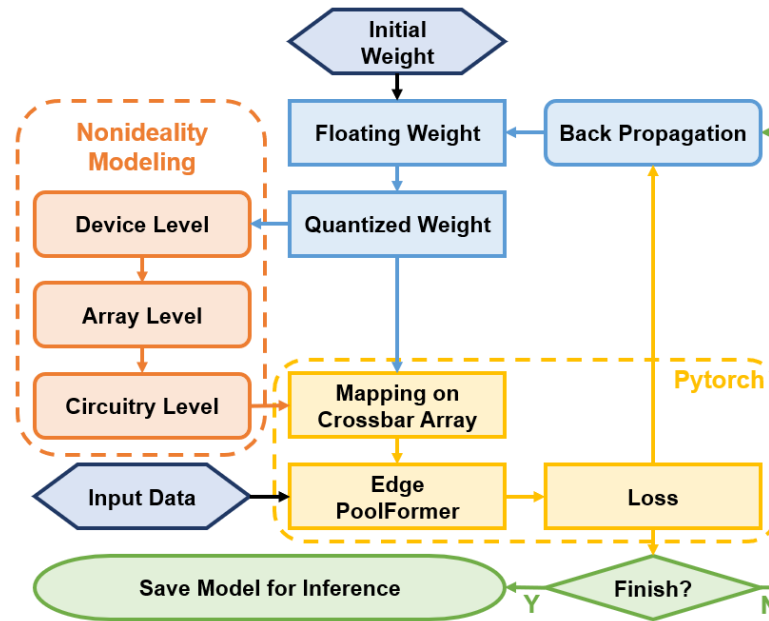 Initial
Weight
Nonideality
Modeling
Floating Weight
Back Propagation
Device Level
Quantized Weight
Array Level
Circuitry Level
Mapping on
Crossbar Array
Pytorch
Input Data
Edge
PoolFormer
Loss
Save Model for Inference
Y
Finish?
N